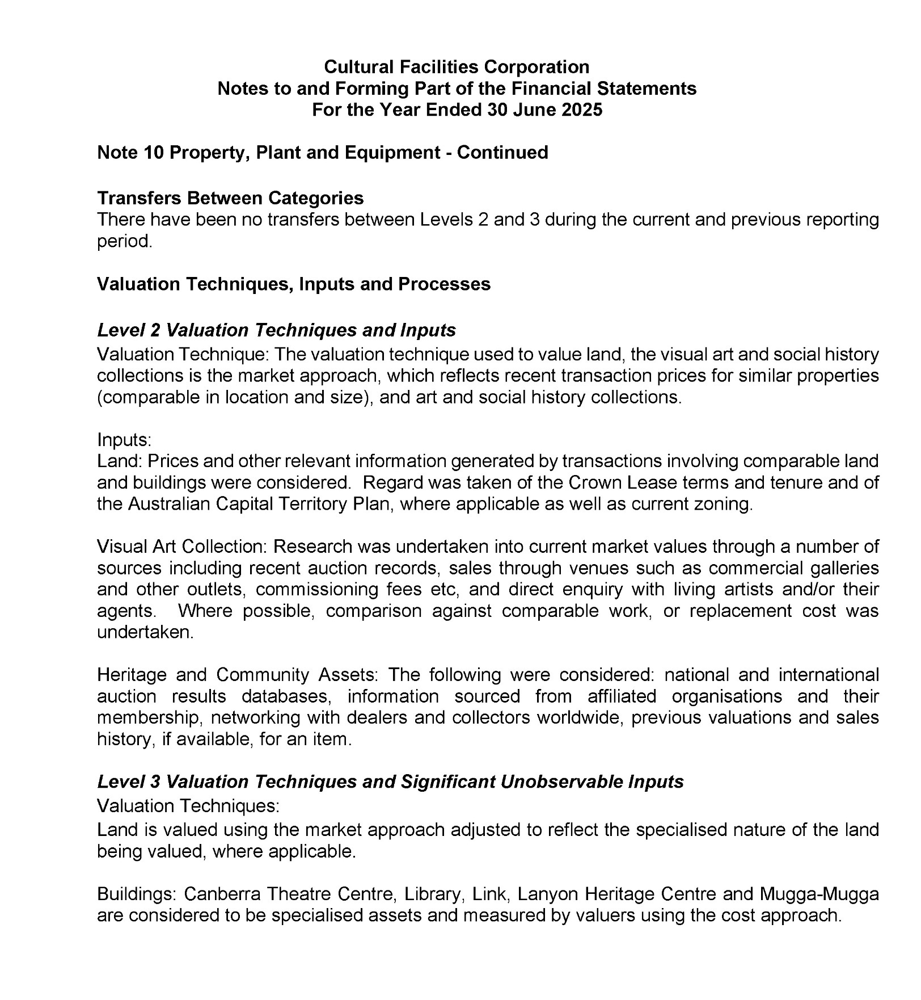 Cultural Facilities Corporation
Notes to and Forming Part of the Financial Statements
For the Year Ended 30 June 2025
Note 10 Property, Plant and Equipment - Continued
Transfers Between Categories
There have been no transfers between Levels 2 and 3 during the current and previous reporting
period.
Valuation Techniques, Inputs and Processes
Level 2 Valuation Techniques and Inputs
Valuation Technique: The valuation technique used to value land, the visual art and social history
collections is the market approach, which reflects recent transaction prices for similar properties
(comparable in location and size), and art and social history collections.
Inputs:
Land: Prices and other relevant information generated by transactions involving comparable land
and buildings were considered.  Regard was taken of the Crown Lease terms and tenure and of
the Australian Capital Territory Plan, where applicable as well as current zoning.
Visual Art Collection: Research was undertaken into current market values through a number of
sources including recent auction records, sales through venues such as commercial galleries
and other outlets, commissioning fees etc, and direct enquiry with living artists and/or their
agents.  Where possible, comparison against comparable work, or replacement cost was
undertaken.
Heritage and Community Assets: The following were considered: national and international
auction results databases, information sourced from affiliated organisations and their
membership, networking with dealers and collectors worldwide, previous valuations and sales
history, if available, for an item.
Level 3 Valuation Techniques and Significant Unobservable Inputs
Valuation Techniques:
Land is valued using the market approach adjusted to reflect the specialised nature of the land
being valued, where applicable.
Buildings: Canberra Theatre Centre, Library, Link, Lanyon Heritage Centre and Mugga-Mugga
are considered to be specialised assets and measured by valuers using the cost approach.